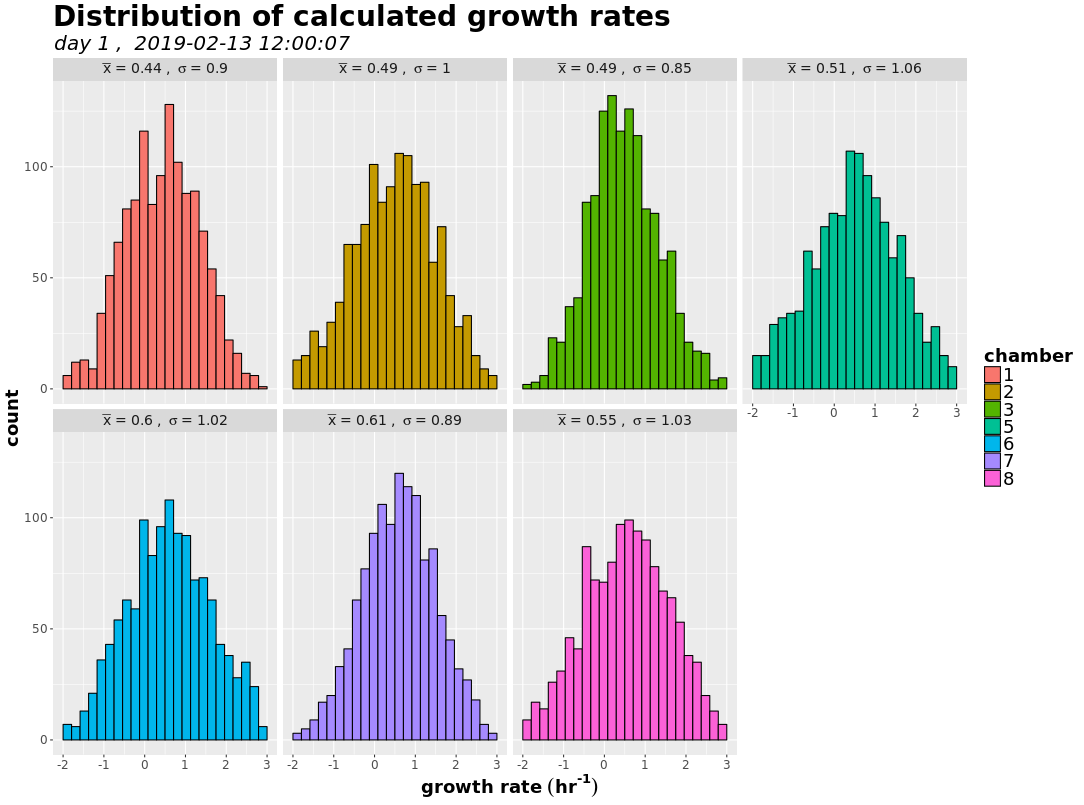 Distribution of calculated growth rates
day 1 , 2019-02-13 12:00:07
x̅ = 0.44 , σ = 0.9
x̅ = 0.49 , σ = 1
x̅ = 0.49 , σ = 0.85
x̅ = 0.51 , σ = 1.06
100
50
0
-2 -1 0 1 2 3
x̅ = 0.6 , σ = 1.02
x̅ = 0.61 , σ = 0.89
x̅ = 0.55 , σ = 1.03
100
50
0
-2 -1 0 1 2 3
-2 -1 0 1 2 3
-2 -1 0 1 2 3
count
growth rate (hr⁻¹)
chamber
1
2
3
5
6
7
8